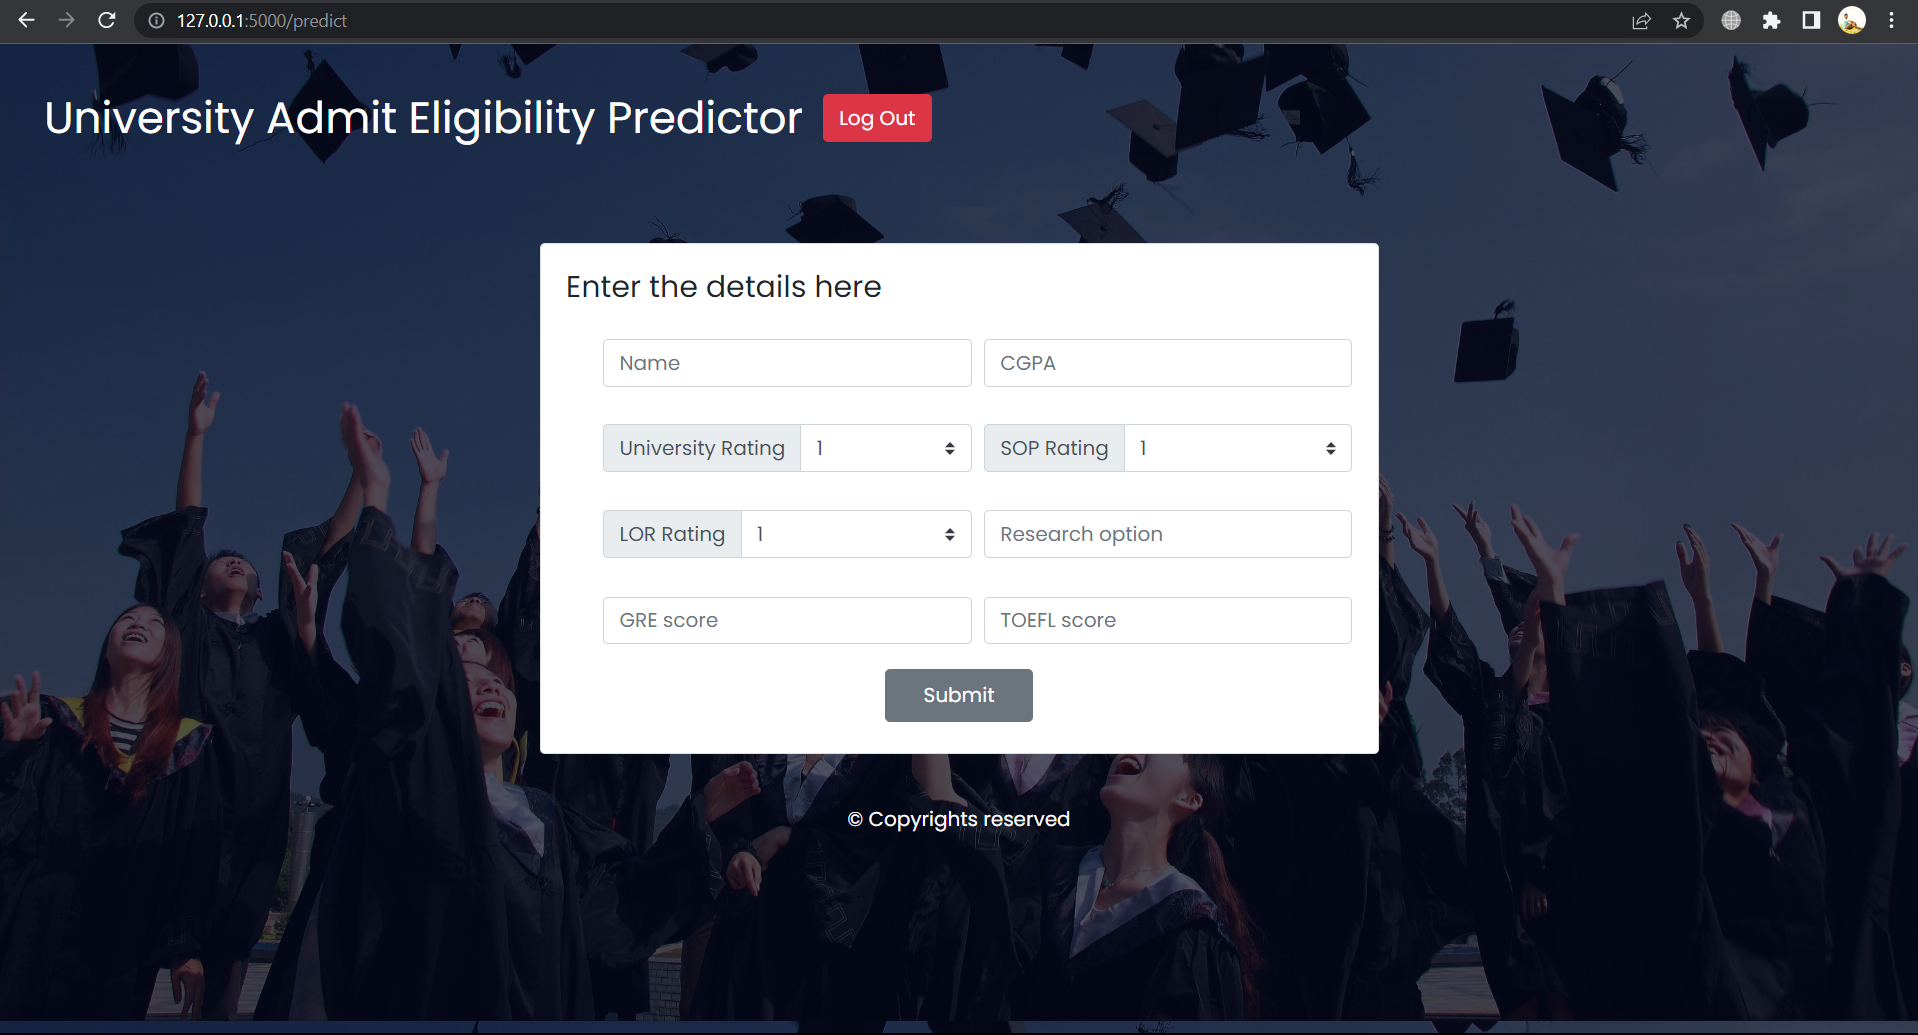 127.0.0.1:5000/predict
University Admit Eligibility Predictor Log Out
Enter the details here
Name CGPA
University Rating 1 SOP Rating 1
LOR Rating 1 Research option
GRE score TOEFL score
Submit
© Copyrights reserved